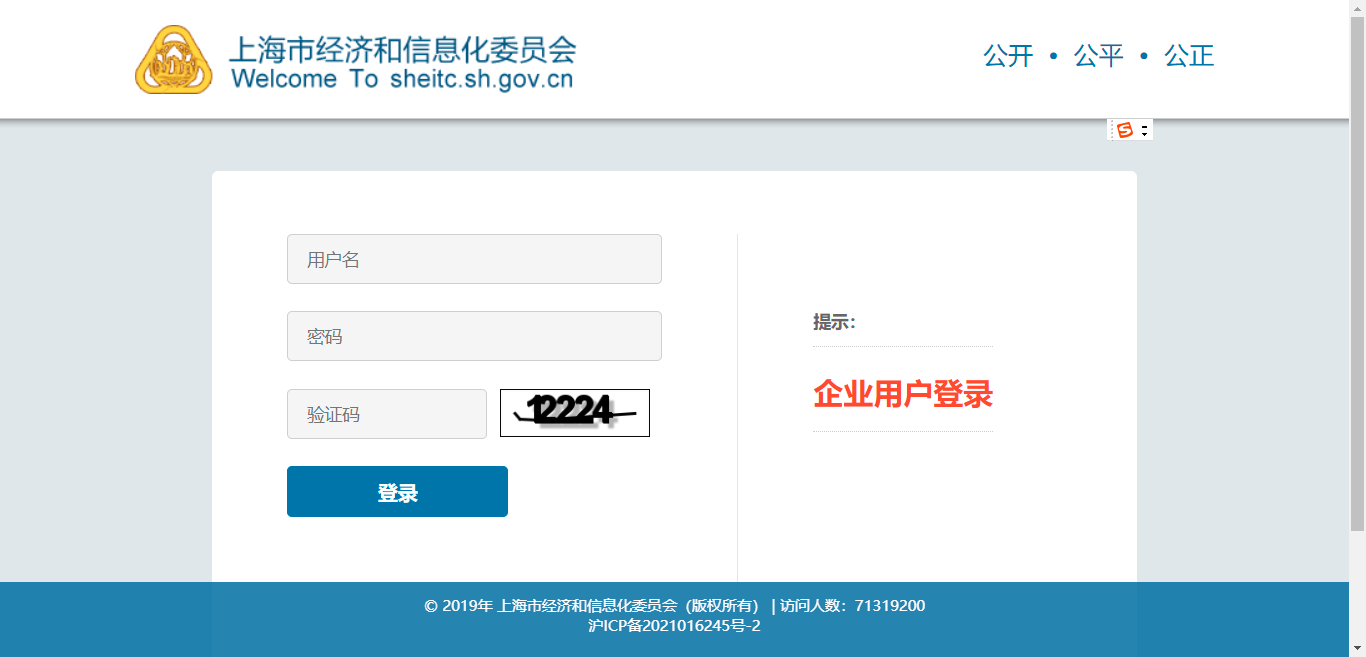 上海市经济和信息化委员会
Welcome To sheitc.sh.gov.cn
公开 • 公平 • 公正
用户名
密码
验证码
12224
登录
提示：
企业用户登录
© 2019年 上海市经济和信息化委员会（版权所有） | 访问人数：71319200
沪ICP备2021016245号-2